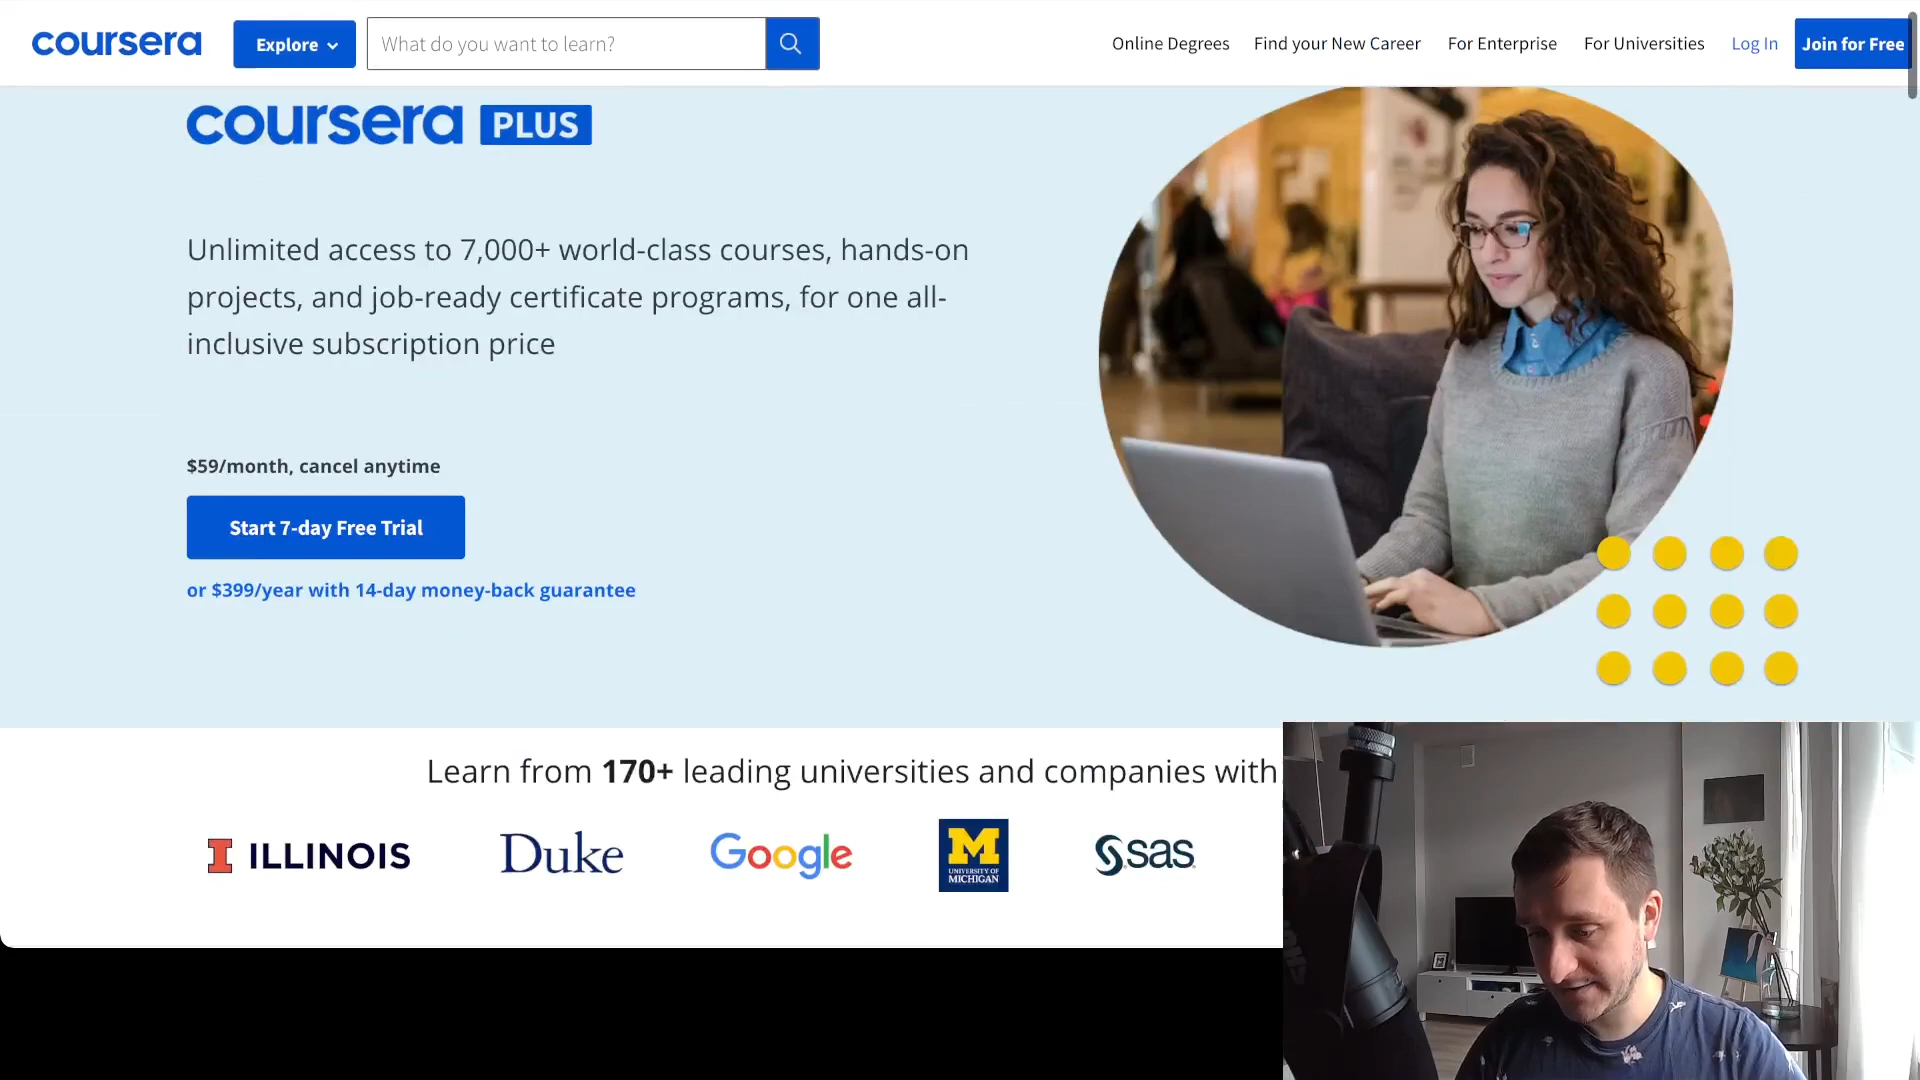 coursera
Explore
What do you want to learn?
Online Degrees
Find your New Career
For Enterprise
For Universities
Log In
Join for Free
coursera PLUS
Unlimited access to 7,000+ world-class courses, hands-on
projects, and job-ready certificate programs, for one all-
inclusive subscription price
$59/month, cancel anytime
Start 7-day Free Trial
or $399/year with 14-day money-back guarantee
Learn from 170+ leading universities and companies with
I ILLINOIS
Duke
Google
M
UNIVERSITY OF
MICHIGAN
sas